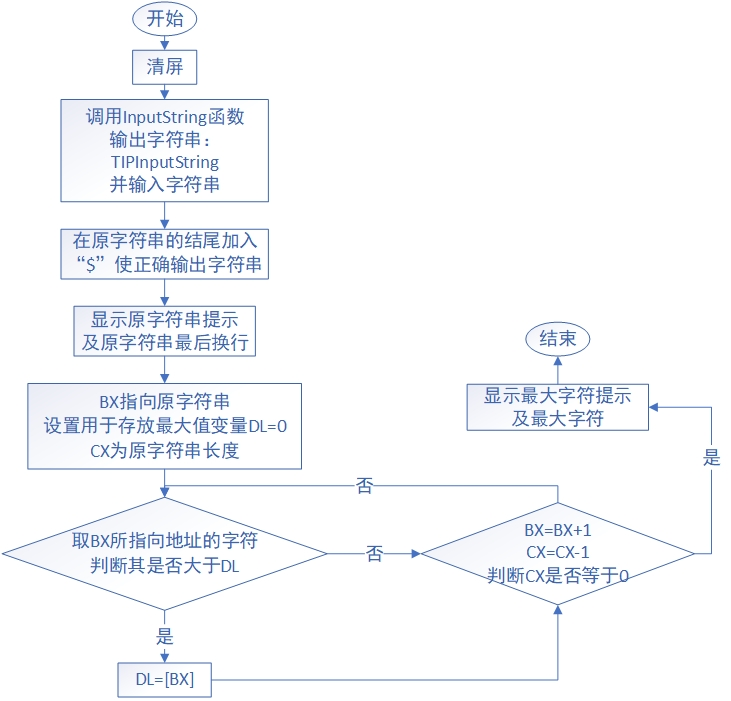 开始
清屏
调用InputString函数
输出字符串：
TIPInputString
并输入字符串
在原字符串的结尾加入
“$”使正确输出字符串
显示原字符串提示
及原字符串最后换行
BX指向原字符串
设置用于存放最大值变量DL=0
CX为原字符串长度
取BX所指向地址的字符
判断其是否大于DL
是
DL=[BX]
否
否
BX=BX+1
CX=CX-1
判断CX是否等于0
是
显示最大字符提示
及最大字符
结束